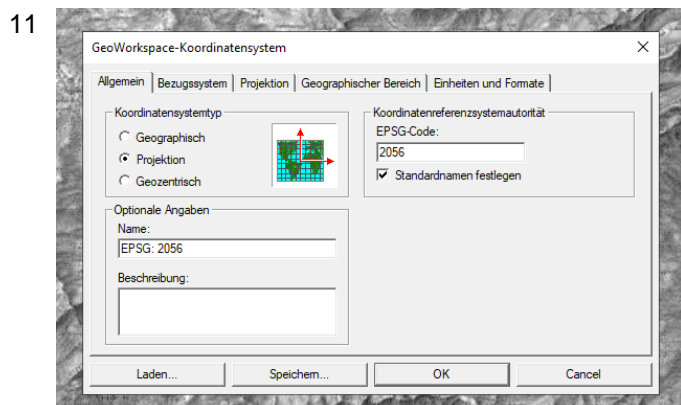 11
GeoWorkspace-Koordinatensystem
Allgemein Bezugssystem Projektion Geographischer Bereich Einheiten und Formate
Koordinatensystemtyp
Geographisch
Projektion
Geozentrisch
Koordinatenreferenzsystemautorität
EPSG-Code:
2056
Standardnamen festlegen
Optionale Angaben
Name:
EPSG: 2056
Beschreibung:
Laden... Speichern... OK Cancel